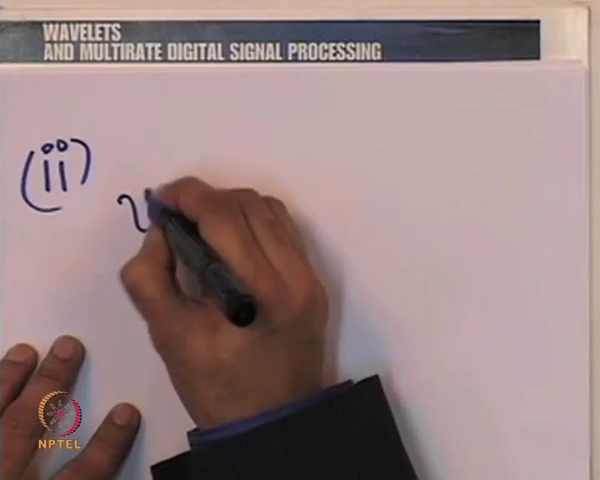 WAVELETS
AND MULTIRATE DIGITAL SIGNAL PROCESSING
(ii)
NPTEL